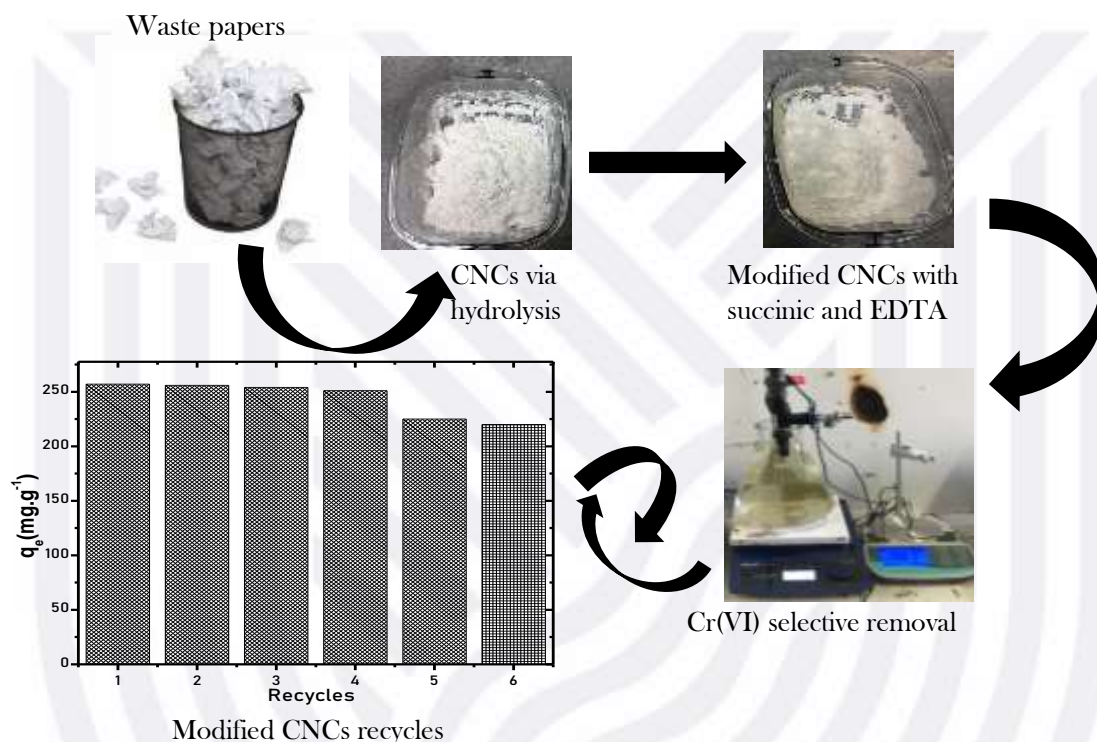 Waste papers
CNCs via
hydrolysis
Modified CNCs with
succinic and EDTA
Cr(VI) selective removal
qe(mg.g-1)
250
200
150
100
50
0
1 2 3 4 5 6
Recycles
Modified CNCs recycles